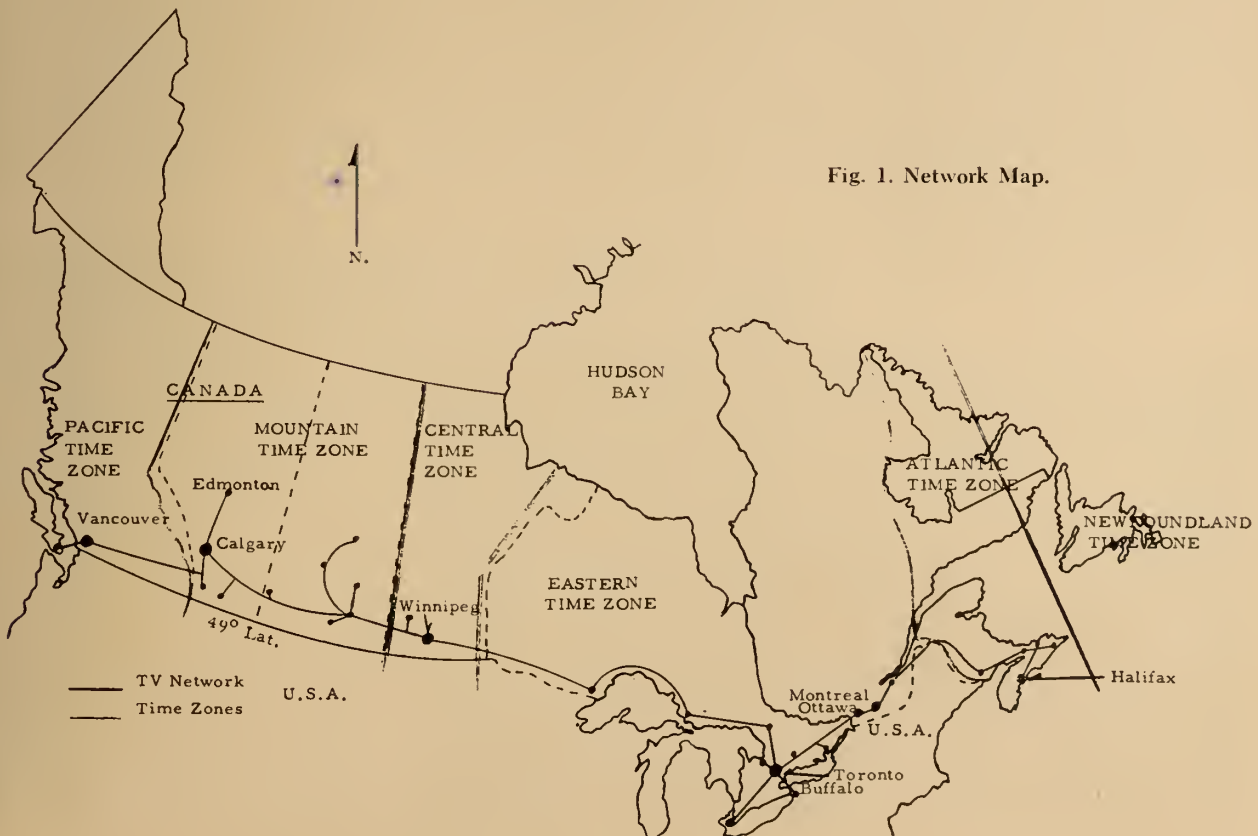 Fig. 1. Network Map.
N.
HUDSON
BAY
CANADA
PACIFIC
TIME
ZONE
MOUNTAIN
TIME ZONE
CENTRAL
TIME
ZONE
ATLANTIC
TIME ZONE
Edmonton
Vancouver
Calgary
NEWFOUNDLAND
TIME ZONE
EASTERN
TIME ZONE
Winnipeg
49º Lat.
TV Network
Time Zones
U.S.A.
Halifax
Montreal
Ottawa
U.S.A.
Toronto
Buffalo